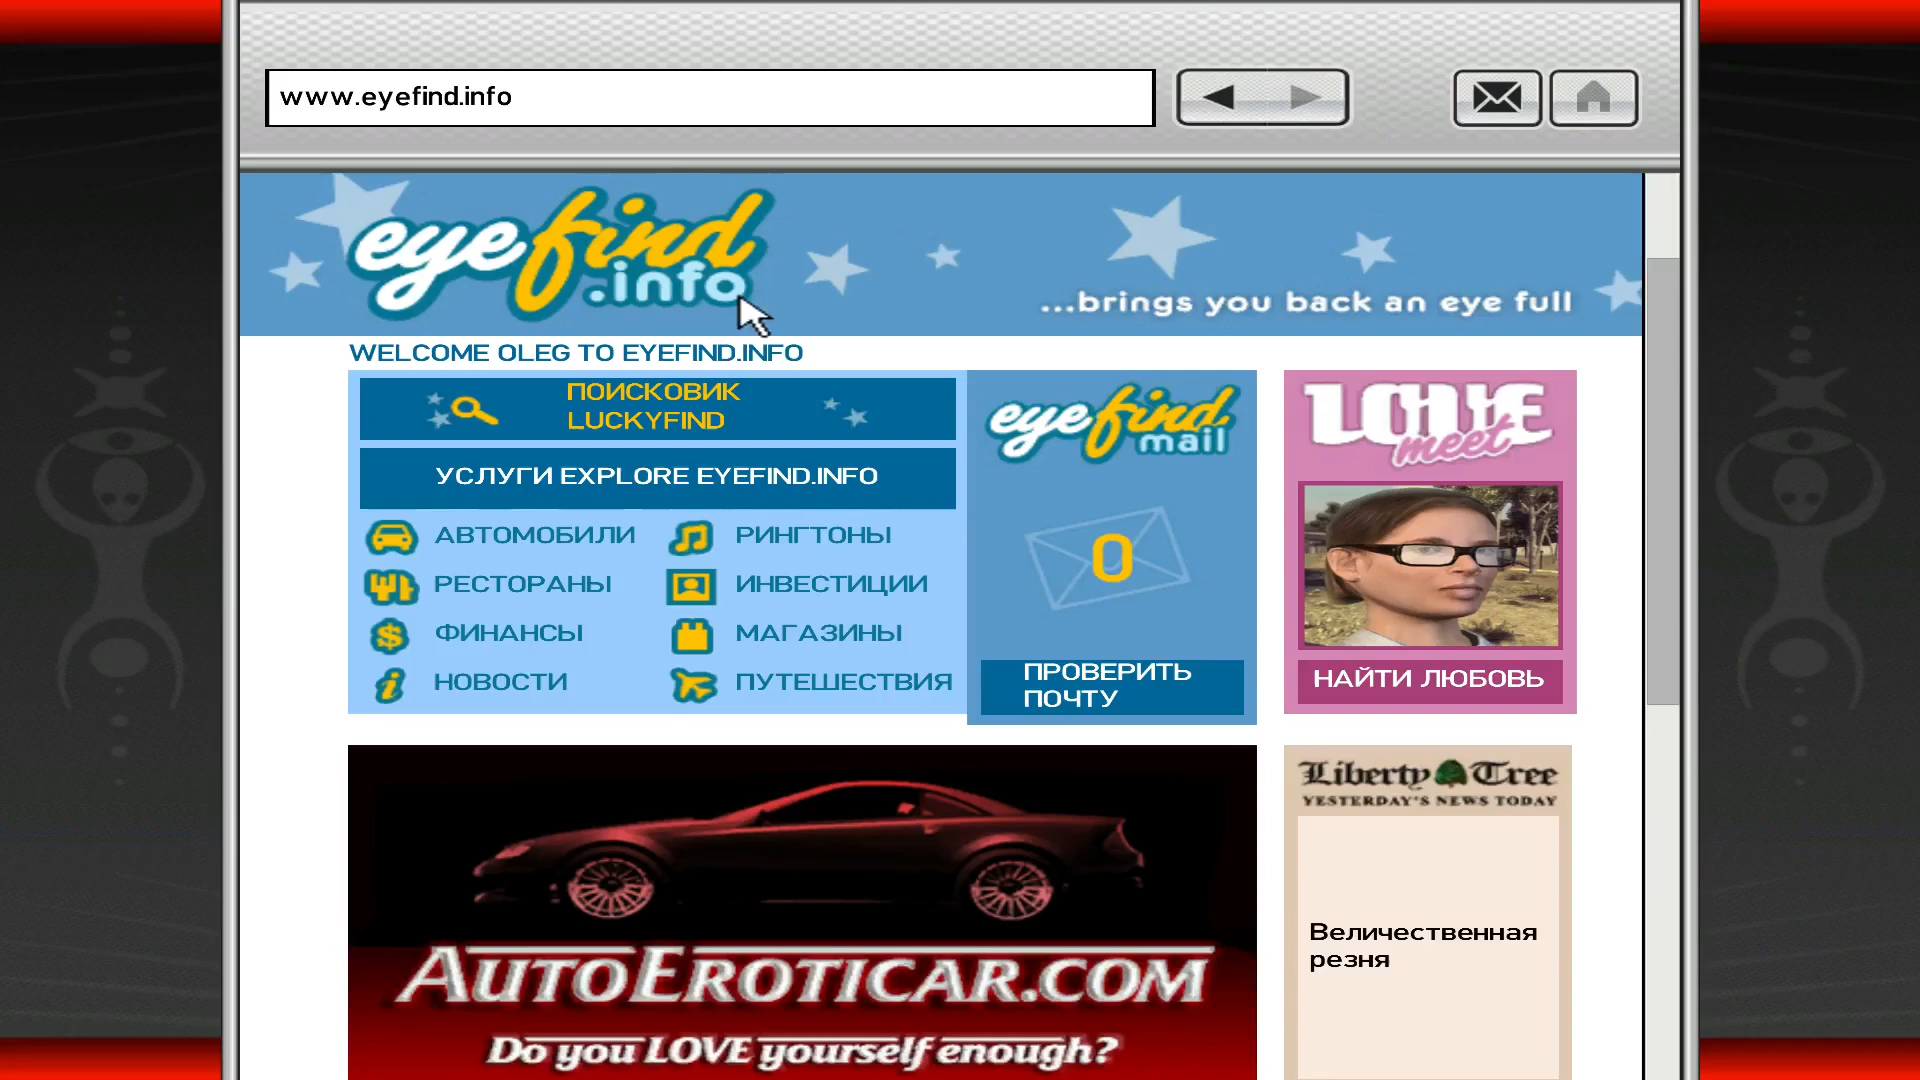 www.eyefind.info
eyefind
.info
...brings you back an eye full
WELCOME OLEG TO EYEFIND.INFO
ПОИСКОВИК
LUCKYFIND
УСЛУГИ EXPLORE EYEFIND.INFO
АВТОМОБИЛИ
РИНГТОНЫ
РЕСТОРАНЫ
ИНВЕСТИЦИИ
ФИНАНСЫ
МАГАЗИНЫ
НОВОСТИ
ПУТЕШЕСТВИЯ
eyefind
mail
0
ПРОВЕРИТЬ
ПОЧТУ
LOVE
meet
НАЙТИ ЛЮБОВЬ
AUTOEROTICAR.COM
Do you LOVE yourself enough?
Liberty Tree
YESTERDAY'S NEWS TODAY
Величественная
резня